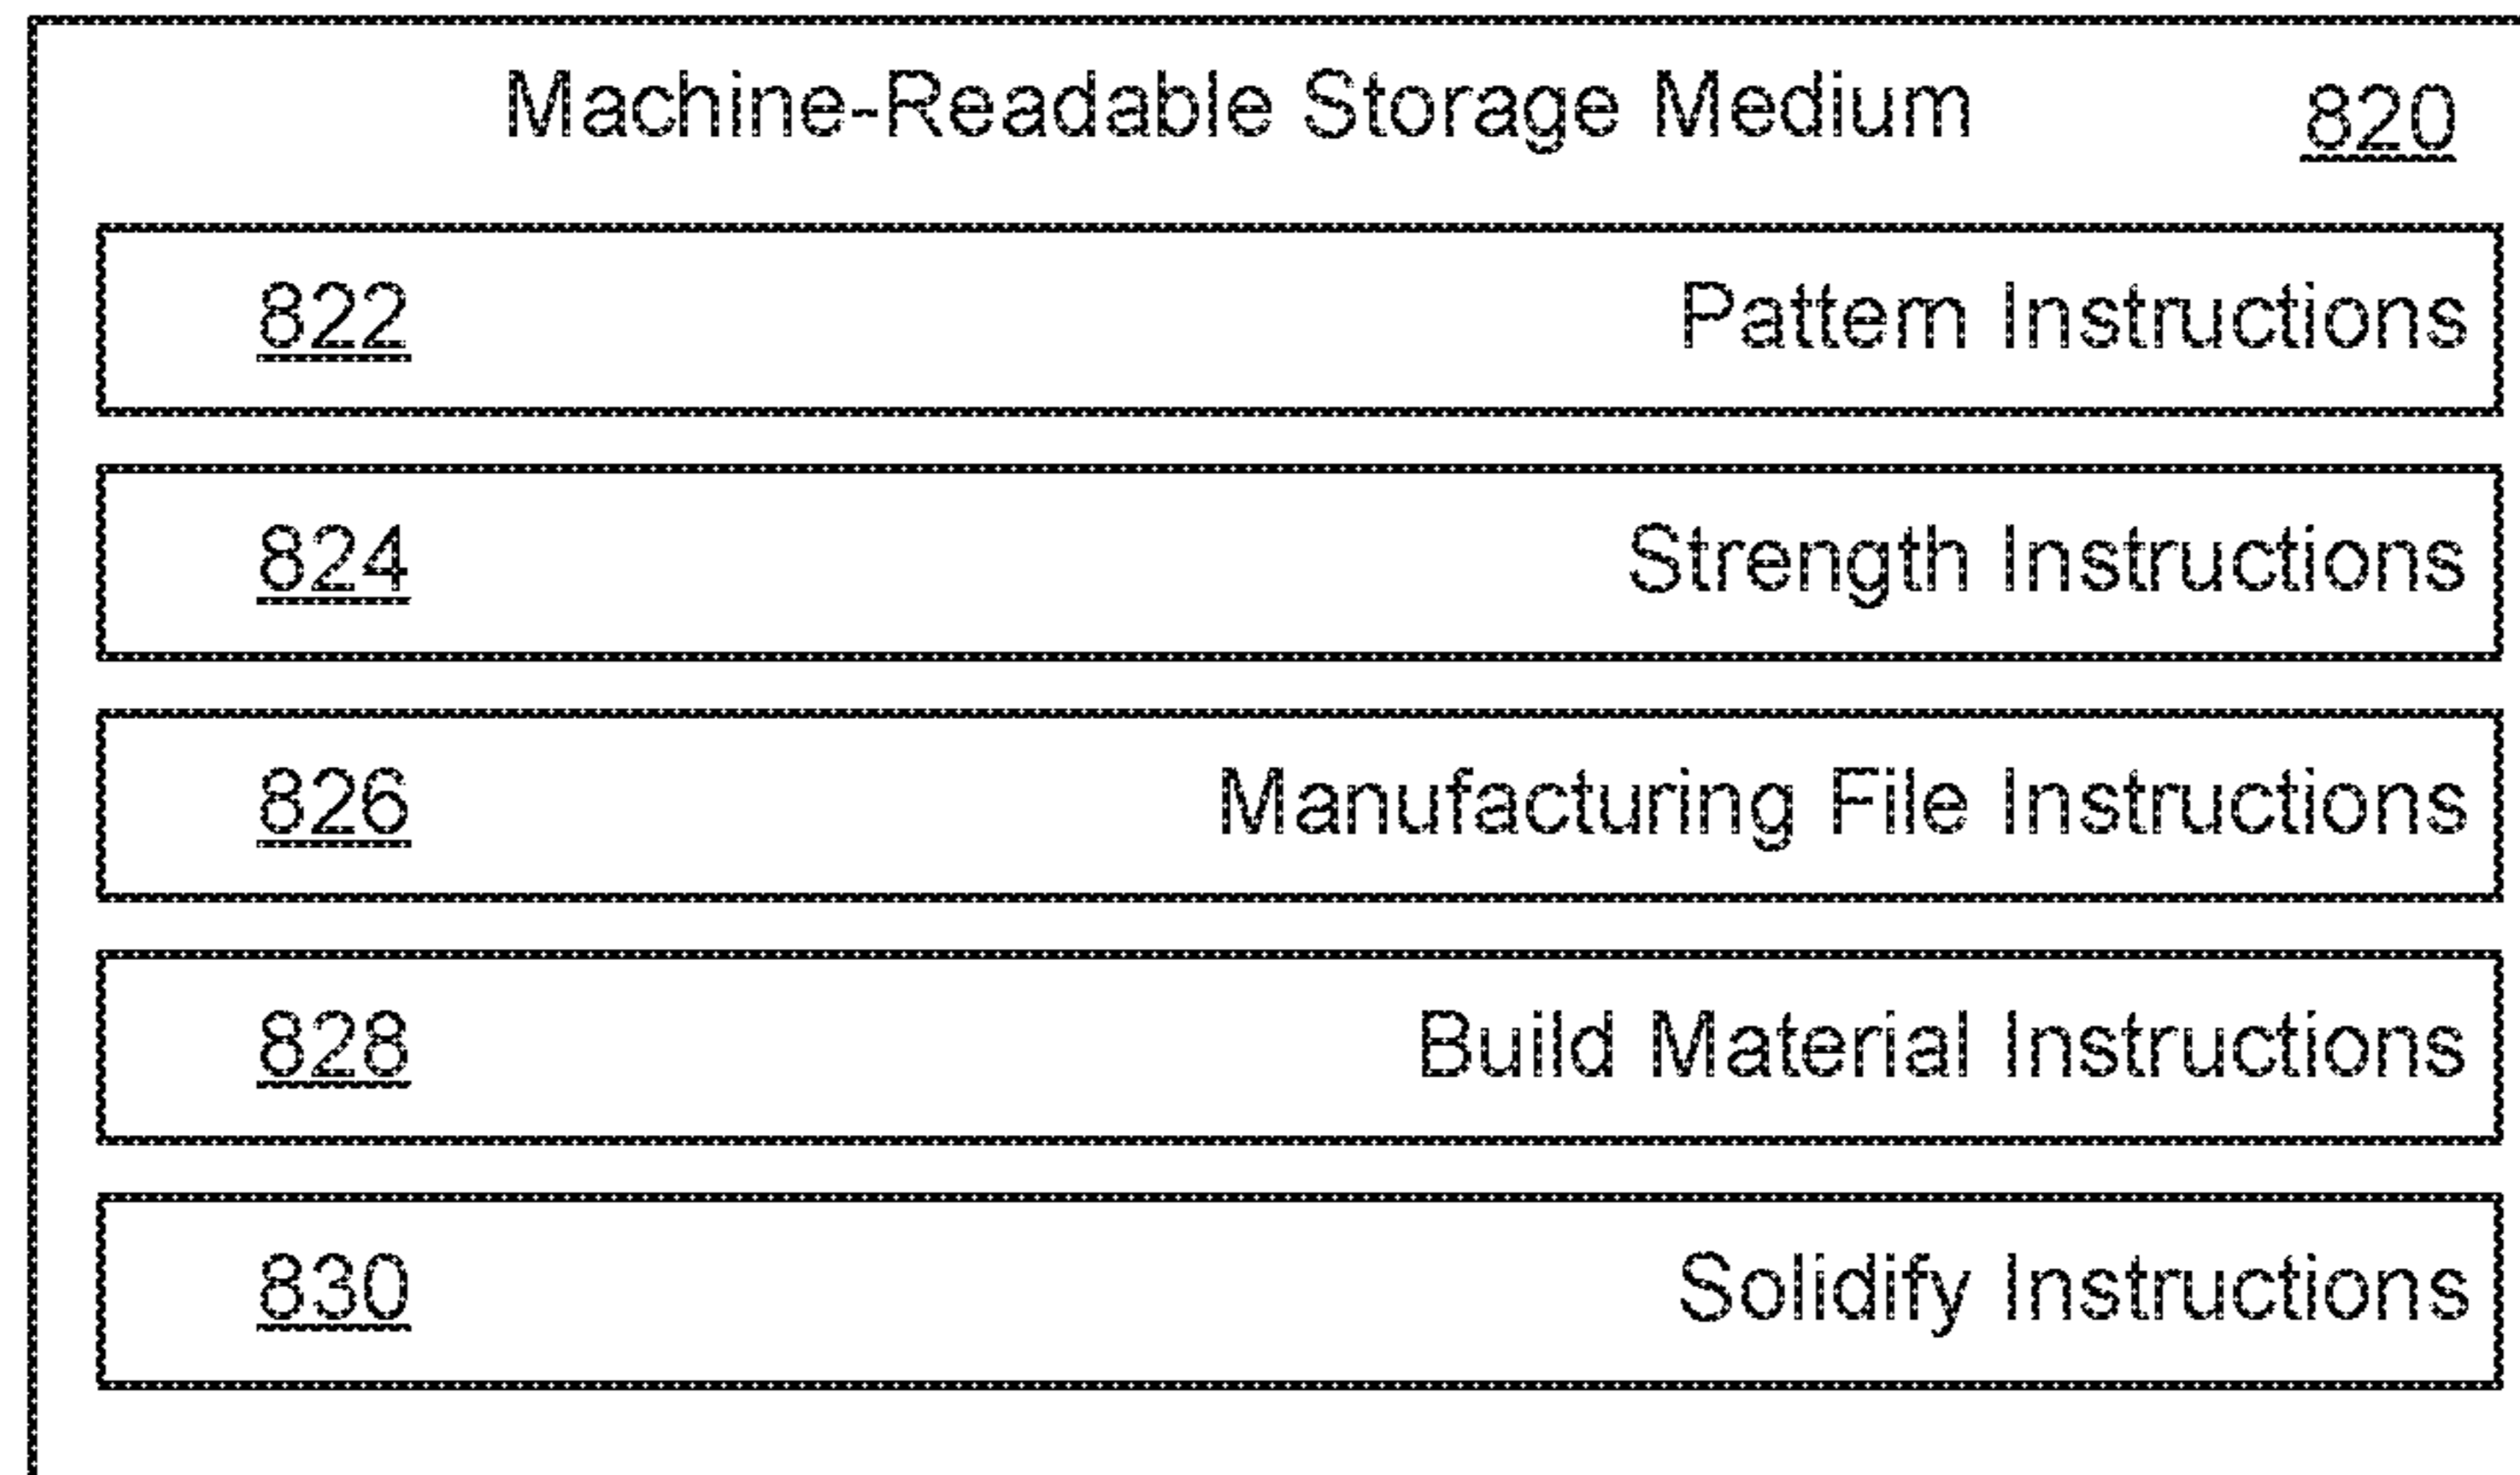 Machine-Readable Storage Medium 820
822 Pattern Instructions
824 Strength Instructions
826 Manufacturing File Instructions
828 Build Material Instructions
830 Solidify Instructions